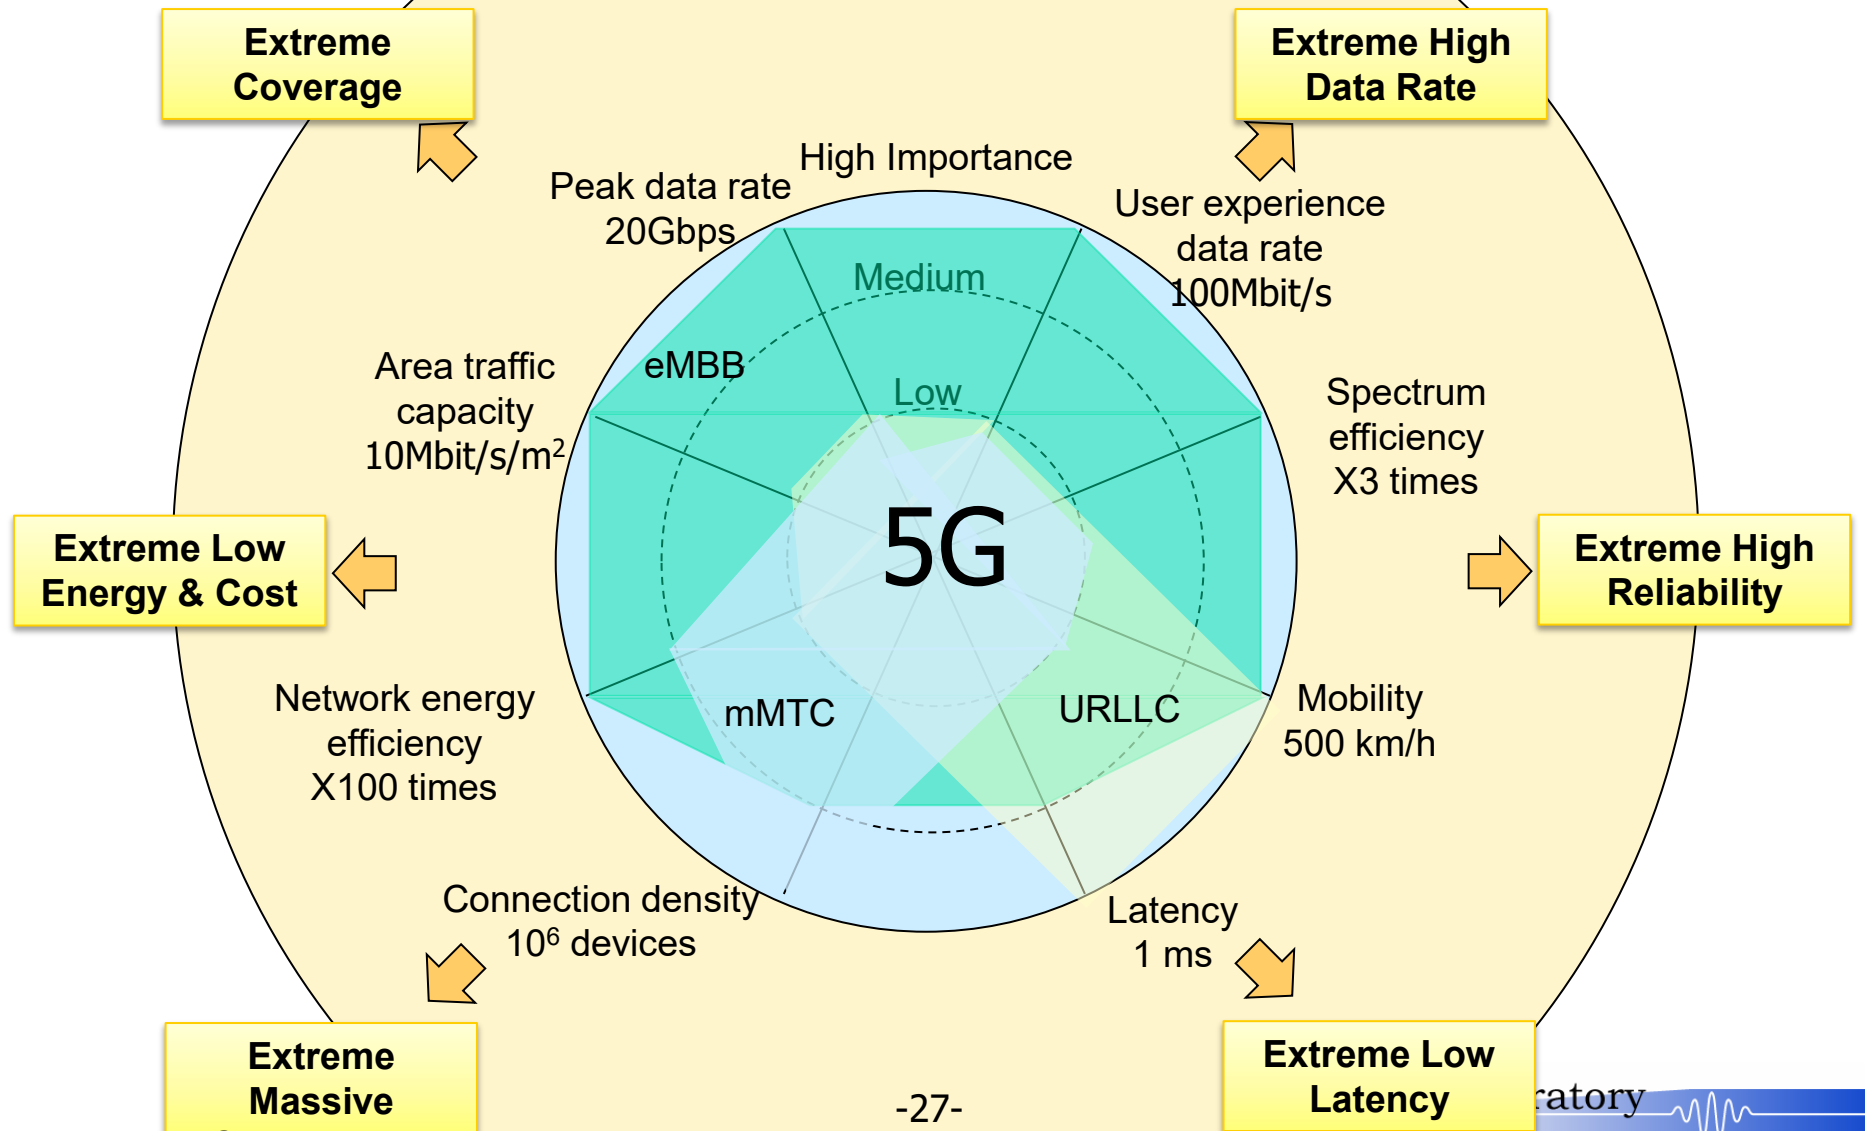 Extreme
Coverage
Extreme High
Data Rate
High Importance
Peak data rate
20Gbps
User experience
data rate
100Mbit/s
Medium
eMBB
Low
Area traffic
capacity
10Mbit/s/m²
Spectrum
efficiency
X3 times
5G
Extreme Low
Energy & Cost
Extreme High
Reliability
Network energy
efficiency
X100 times
mMTC
URLLC
Mobility
500 km/h
Connection density
10⁶ devices
Latency
1 ms
Extreme
Massive
Extreme Low
Latency
-27-
ratory